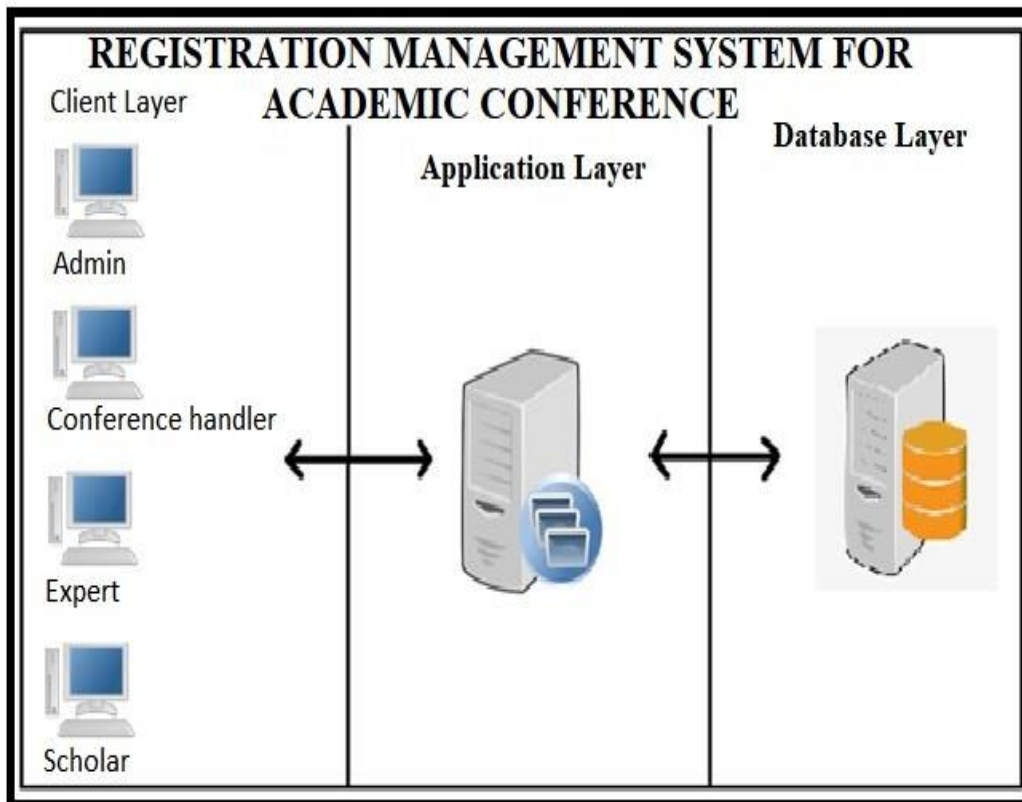 REGISTRATION MANAGEMENT SYSTEM FOR
ACADEMIC CONFERENCE
Client Layer
Application Layer
Database Layer
Admin
Conference handler
Expert
Scholar